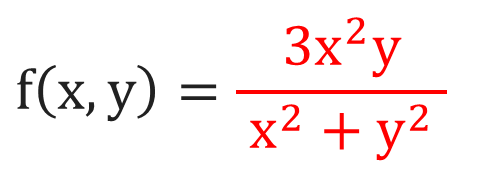 f(x, y) = 3x²y / x² + y²